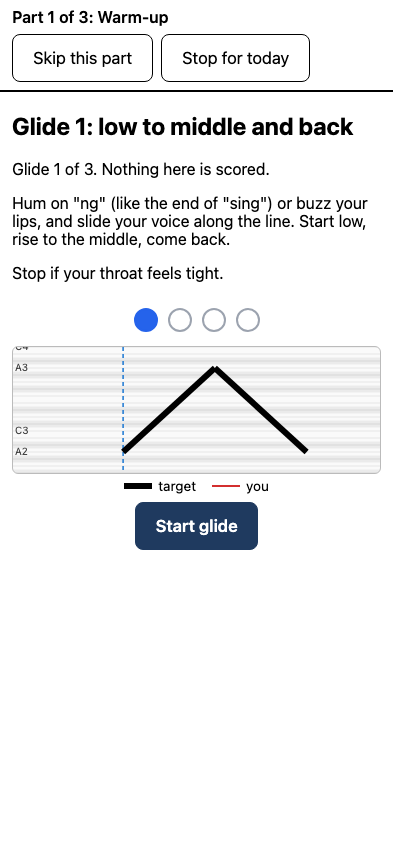 Part 1 of 3: Warm-up
Skip this part
Stop for today
Glide 1: low to middle and back
Glide 1 of 3. Nothing here is scored.
Hum on "ng" (like the end of "sing") or buzz your
lips, and slide your voice along the line. Start low,
rise to the middle, come back.
Stop if your throat feels tight.
A3
C3
A2
target
you
Start glide